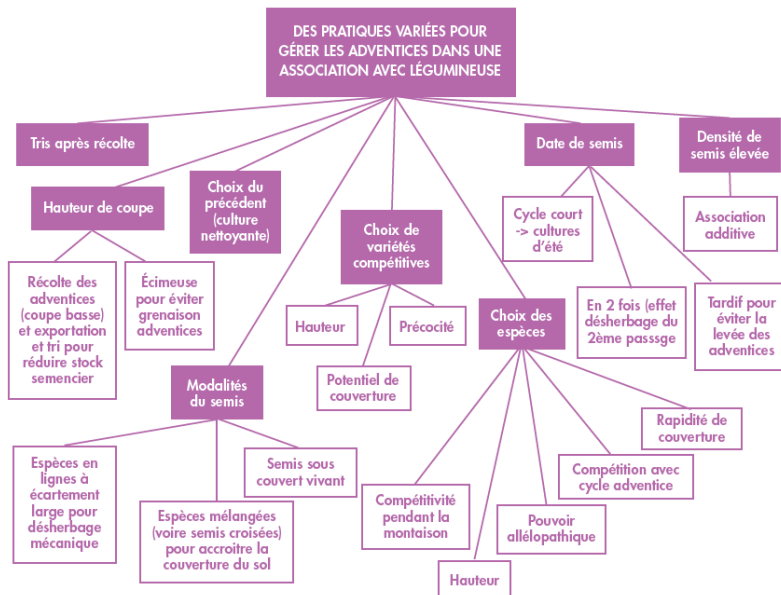 DES PRATIQUES VARIÉES POUR
GÉRER LES ADVENTICES DANS UNE
ASSOCIATION AVEC LÉGUMINEUSE
Tris après récolte
Date de semis
Densité de
semis élevée
Hauteur de coupe
Choix du
précédent
(culture
nettoyante)
Choix de
variétés
compétitives
Cycle court
-> cultures
d'été
Association
additive
Récolte des
adventices
(coupe basse)
et exportation
et tri pour
réduire stock
semencier
Écimeuse
pour éviter
grenaison
adventices
Hauteur
Précocité
Potentiel de
couverture
Choix des
espèces
En 2 fois (effet
désherbage du
2ème passsge
Tardif pour
éviter la
levée des
adventices
Modalités
du semis
Espèces en
lignes à
écartement
large pour
désherbage
mécanique
Espèces mélangées
(voire semis croisées)
pour accroitre la
couverture du sol
Semis sous
couvert vivant
Compétitivité
pendant la
montaison
Hauteur
Pouvoir
allélopathique
Compétition avec
cycle adventice
Rapidité de
couverture